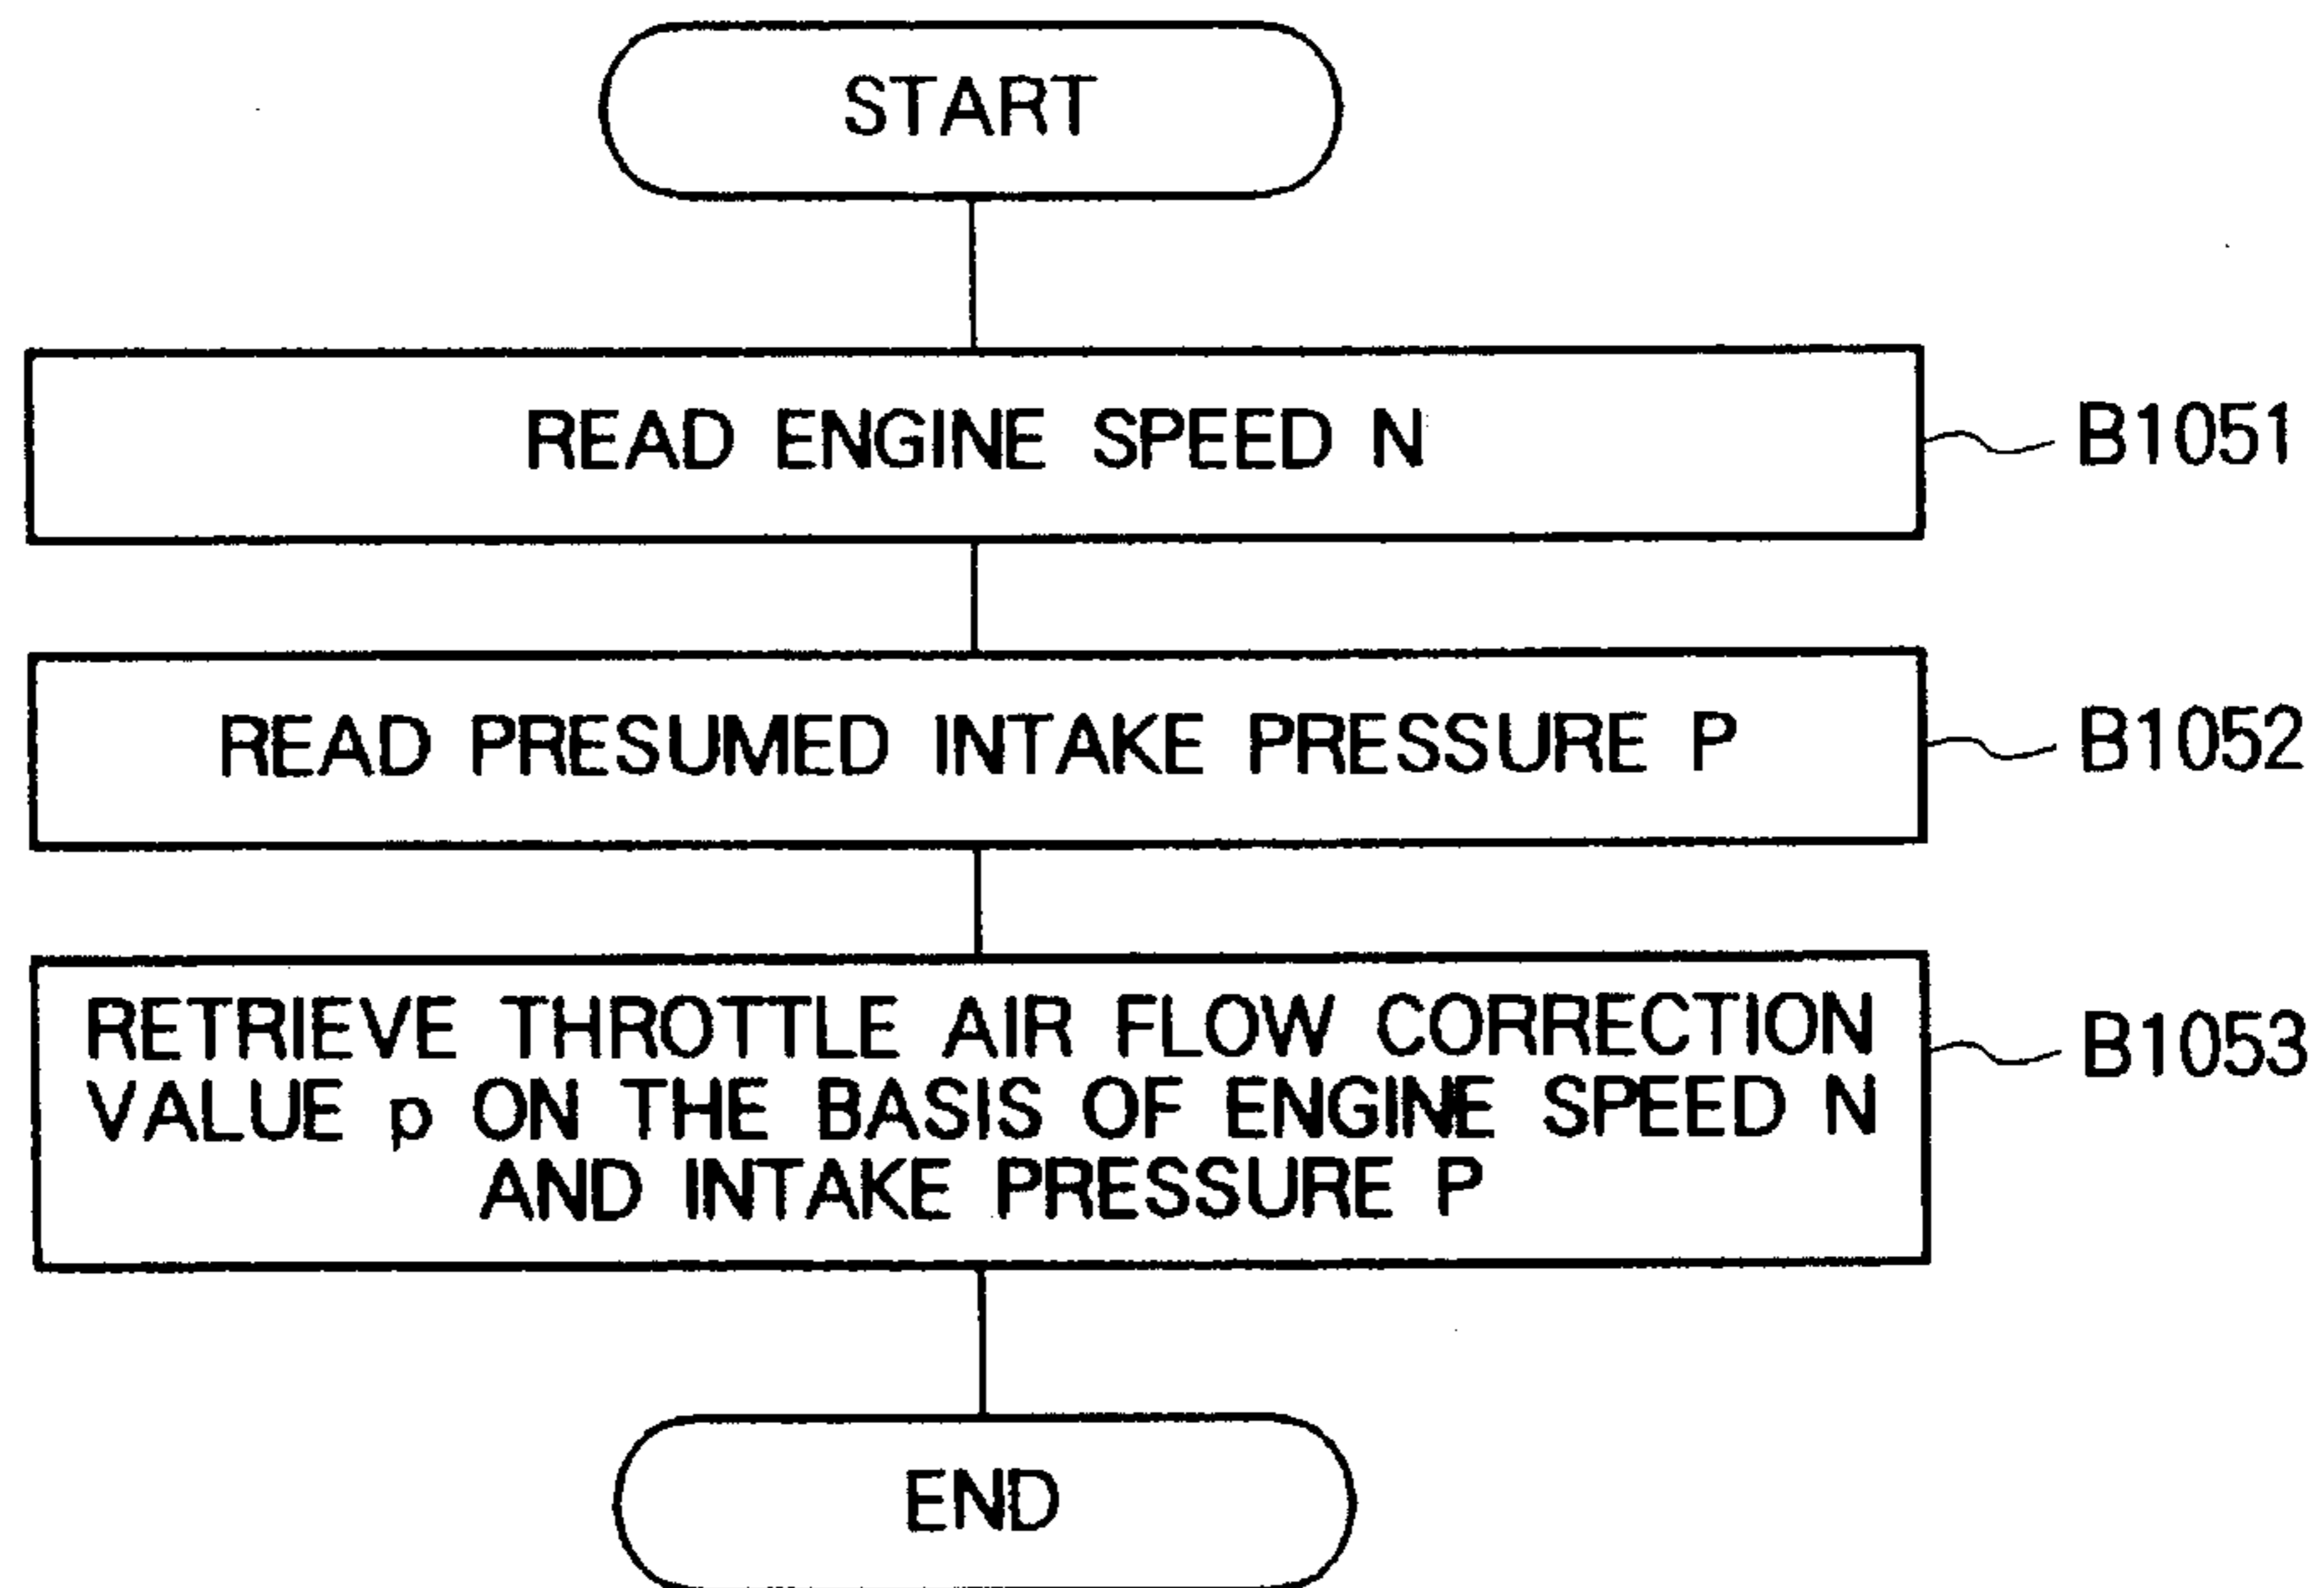 START
READ ENGINE SPEED N
B1051
READ PRESUMED INTAKE PRESSURE P
B1052
RETRIEVE THROTTLE AIR FLOW CORRECTION
VALUE p ON THE BASIS OF ENGINE SPEED N
AND INTAKE PRESSURE P
B1053
END